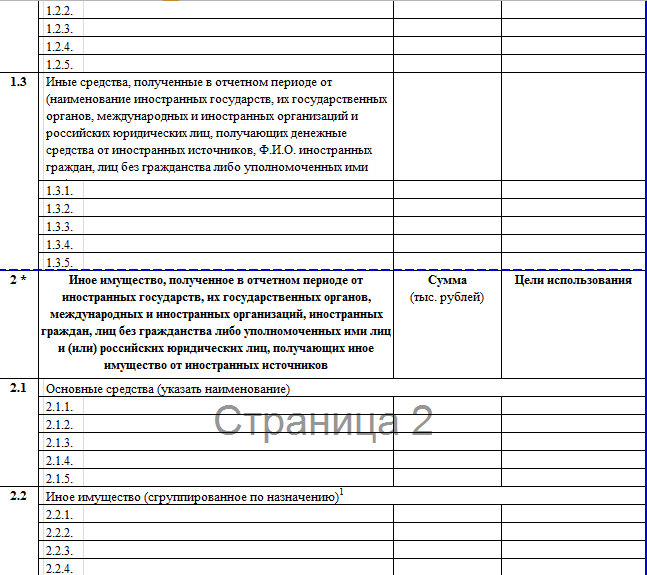 1.2.2.
1.2.3.
1.2.4.
1.2.5.
1.3 Иные средства, полученные в отчетном периоде от
(наименование иностранных государств, их государственных
органов, международных и иностранных организаций и
российских юридических лиц, получающих денежные
средства от иностранных источников, Ф.И.О. иностранных
граждан, лиц без гражданства либо уполномоченных ими
1.3.1.
1.3.2.
1.3.3.
1.3.4.
1.3.5.
2 * Иное имущество, полученное в отчетном периоде от
иностранных государств, их государственных органов,
международных и иностранных организаций, иностранных
граждан, лиц без гражданства либо уполномоченных ими лиц
и (или) российских юридических лиц, получающих иное
имущество от иностранных источников
Сумма
(тыс. рублей)
Цели использования
2.1 Основные средства (указать наименование)
2.1.1.
2.1.2.
Страница 2
2.1.3.
2.1.4.
2.1.5.
2.2 Иное имущество (сгруппированное по назначению)1
2.2.1.
2.2.2.
2.2.3.
2.2.4.